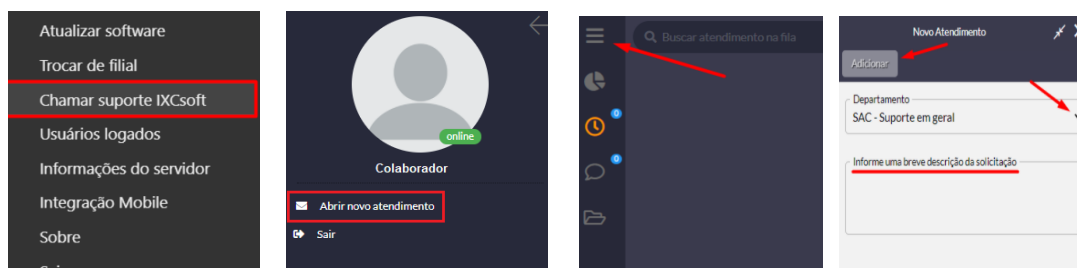 Atualizar software
Trocar de filial
Chamar suporte IXCsoft
Usuários logados
Informações do servidor
Integração Mobile
Sobre
online
Colaborador
Abrir novo atendimento
Sair
Buscar atendimento na fila
0
0
Novo Atendimento
Adicionar
Departamento
SAC - Suporte em geral
Informe uma breve descrição da solicitação